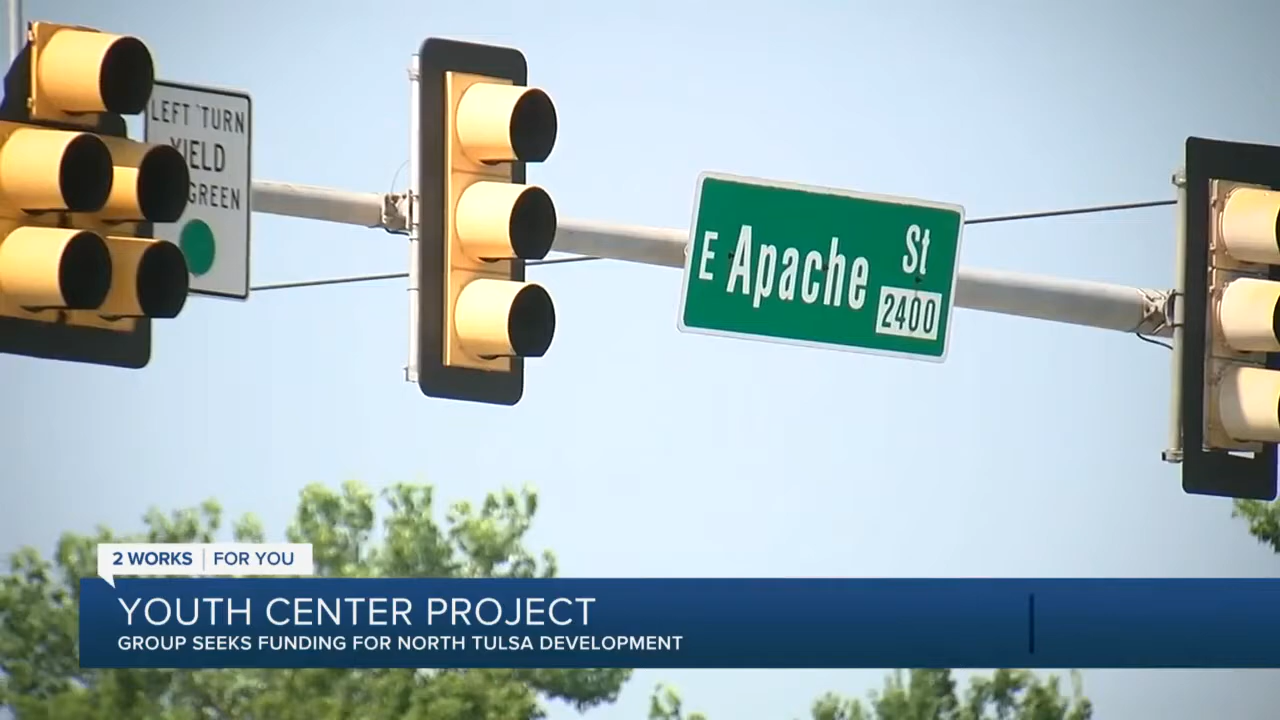 LEFT TURN
YIELD
GREEN
E Apache St
2400
2 WORKS FOR YOU
YOUTH CENTER PROJECT
GROUP SEEKS FUNDING FOR NORTH TULSA DEVELOPMENT